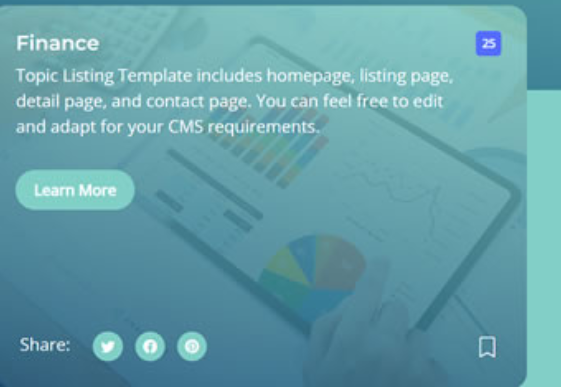 Finance
25
Topic Listing Template includes homepage, listing page,
detail page, and contact page. You can feel free to edit
and adapt for your CMS requirements.
Learn More
Share: